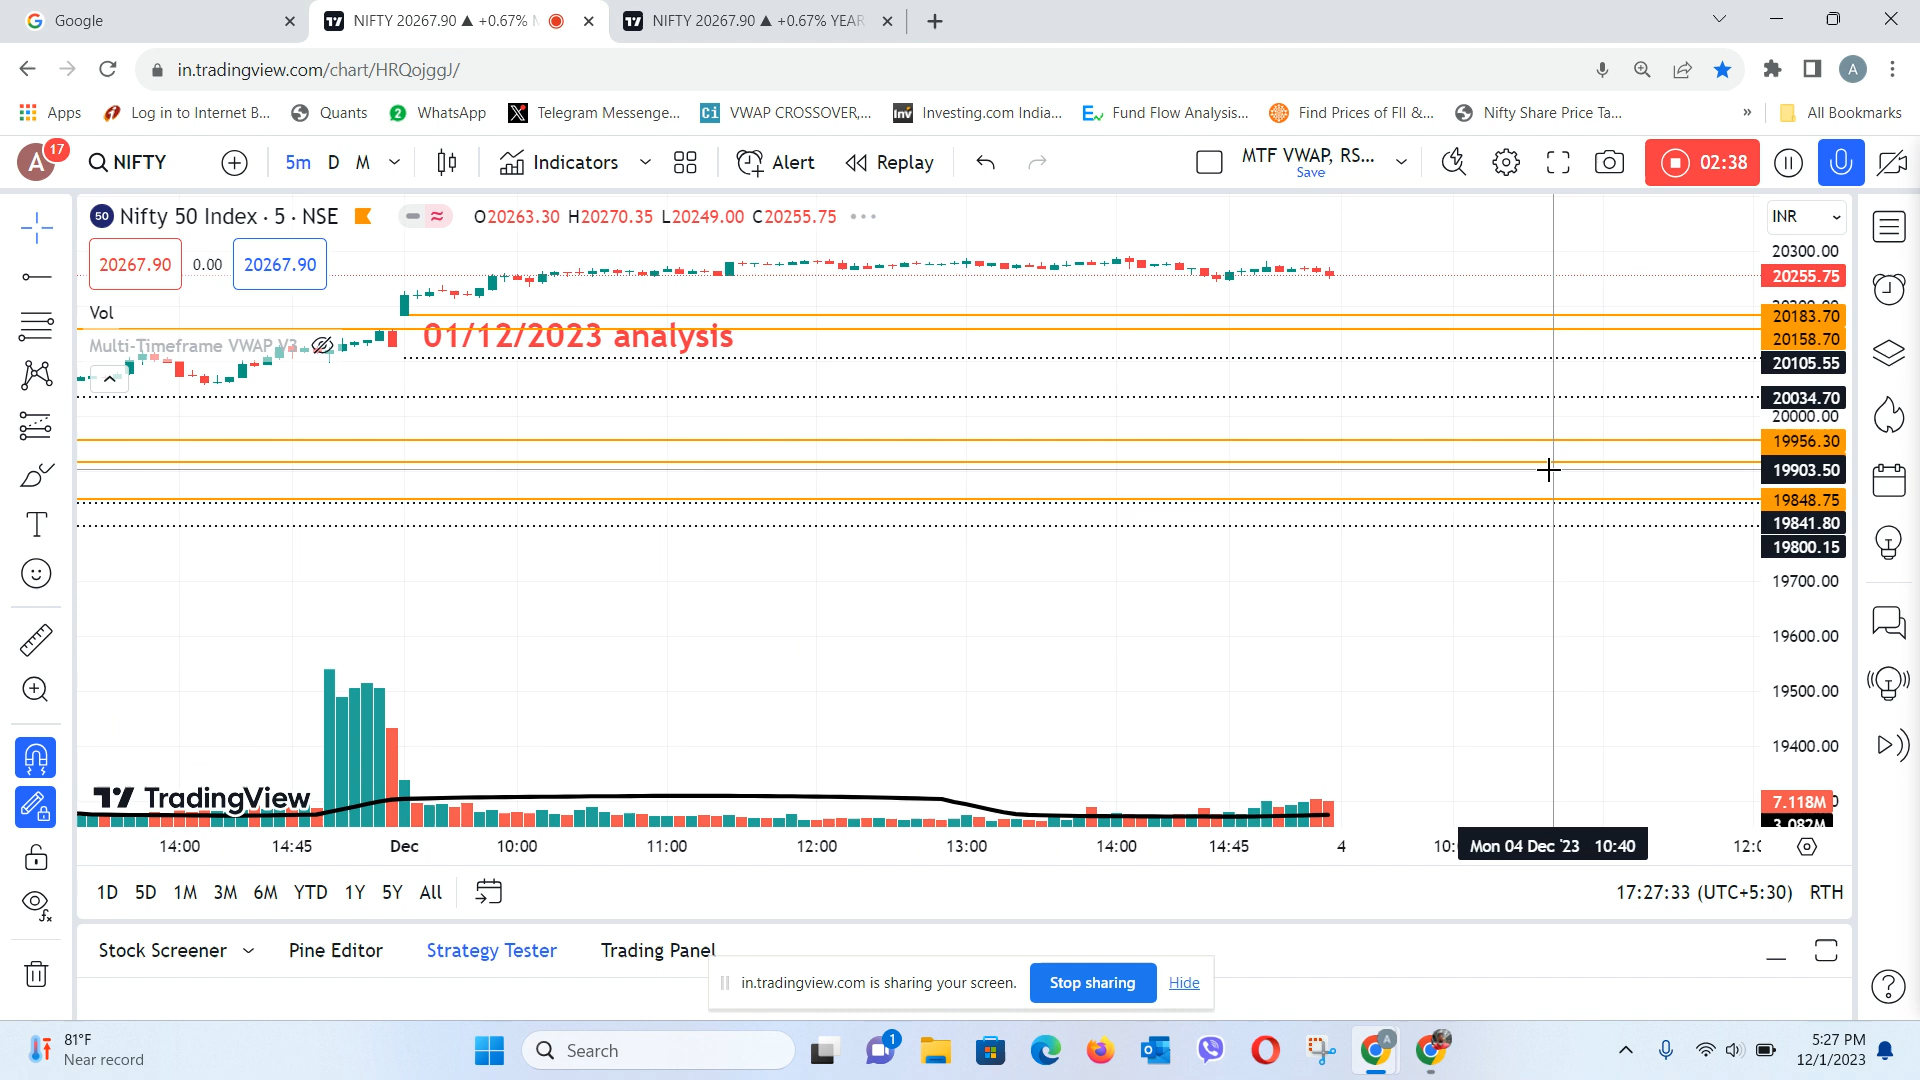 Google
NIFTY 20267.90 ▲ +0.67% N
NIFTY 20267.90 ▲ +0.67% YEAR
in.tradingview.com/chart/HRQojggJ/
A
Apps
Log in to Internet B...
Quants
WhatsApp
Telegram Messenge...
VWAP CROSSOVER,...
Investing.com India...
Fund Flow Analysis...
Find Prices of FII &...
Nifty Share Price Ta...
»
All Bookmarks
A
17
NIFTY
5m
D
M
Indicators
Alert
Replay
MTF VWAP, RS...
Save
02:38
50
Nifty 50 Index · 5 · NSE
O20263.30 H20270.35 L20249.00 C20255.75
INR
20267.90
0.00
20267.90
Vol
Multi-Timeframe VWAP V3
01/12/2023 analysis
20300.00
20255.75
20183.70
20158.70
20105.55
20034.70
20000.00
19956.30
19903.50
19848.75
19841.80
19800.15
19700.00
19600.00
19500.00
19400.00
7.118M
3.082M
TradingView
14:00
14:45
Dec
10:00
11:00
12:00
13:00
14:00
14:45
4
Mon 04 Dec '23 10:40
1D
5D
1M
3M
6M
YTD
1Y
5Y
All
17:27:33 (UTC+5:30)
RTH
Stock Screener
Pine Editor
Strategy Tester
Trading Panel
in.tradingview.com is sharing your screen.
Stop sharing
Hide
81°F
Near record
Search
1
5:27 PM
12/1/2023